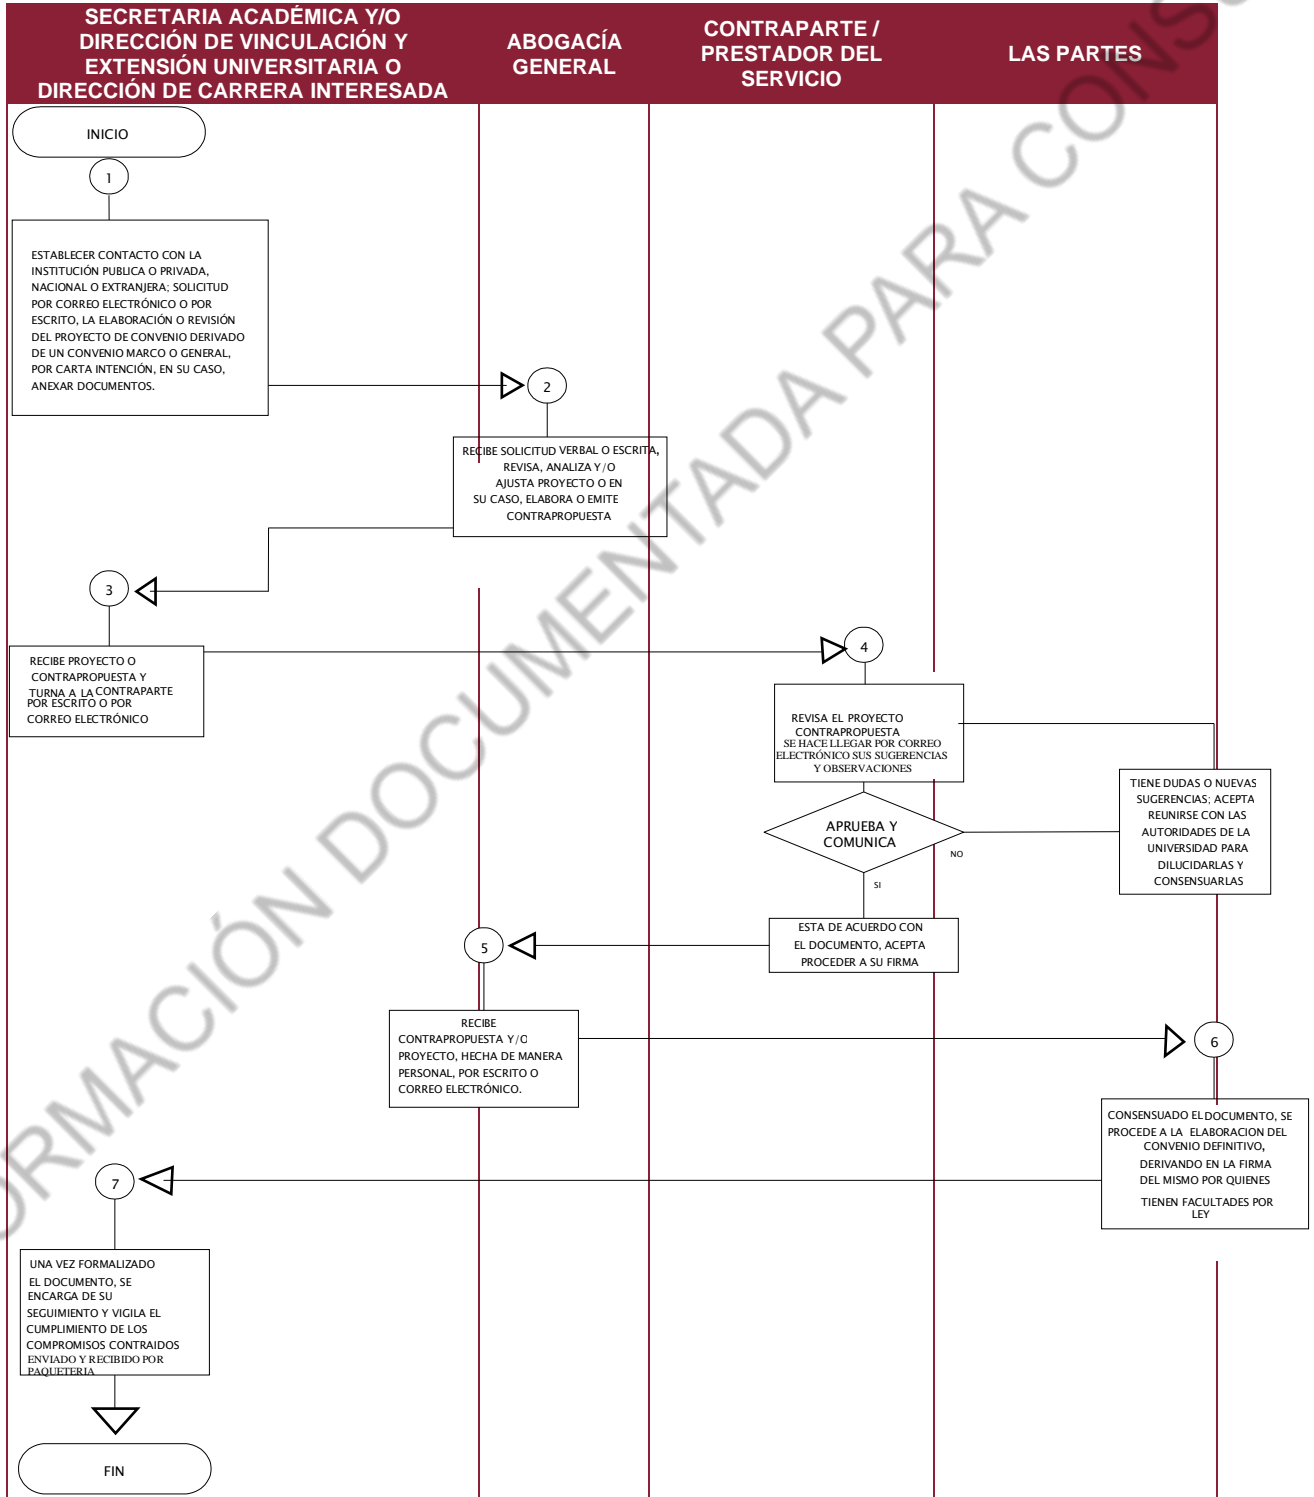 SECRETARIA ACADÉMICA Y/O
DIRECCIÓN DE VINCULACIÓN Y
EXTENSIÓN UNIVERSITARIA O
DIRECCIÓN DE CARRERA INTERESADA
ABOGACÍA
GENERAL
CONTRAPARTE /
PRESTADOR DEL
SERVICIO
LAS PARTES
INICIO
1
ESTABLECER CONTACTO CON LA
INSTITUCIÓN PUBLICA O PRIVADA,
NACIONAL O EXTRANJERA; SOLICITUD
POR CORREO ELECTRÓNICO O POR
ESCRITO, LA ELABORACIÓN O REVISIÓN
DEL PROYECTO DE CONVENIO DERIVADO
DE UN CONVENIO MARCO O GENERAL,
POR CARTA INTENCIÓN, EN SU CASO,
ANEXAR DOCUMENTOS.
2
RECIBE SOLICITUD VERBAL O ESCRITA,
REVISA, ANALIZA Y/O
AJUSTA PROYECTO O EN
SU CASO, ELABORA O EMITE
CONTRAPROPUESTA
3
RECIBE PROYECTO O
CONTRAPROPUESTA Y
TURNA A LA CONTRAPARTE
POR ESCRITO O POR
CORREO ELECTRÓNICO
4
REVISA EL PROYECTO
CONTRAPROPUESTA
SE HACE LLEGAR POR CORREO
ELECTRÓNICO SUS SUGERENCIAS
Y OBSERVACIONES
APRUEBA Y
COMUNICA
NO
SI
TIENE DUDAS O NUEVAS
SUGERENCIAS; ACEPTA
REUNIRSE CON LAS
AUTORIDADES DE LA
UNIVERSIDAD PARA
DILUCIDARLAS Y
CONSENSUARLAS
ESTA DE ACUERDO CON
EL DOCUMENTO, ACEPTA
PROCEDER A SU FIRMA
5
RECIBE
CONTRAPROPUESTA Y/O
PROYECTO, HECHA DE MANERA
PERSONAL, POR ESCRITO O
CORREO ELECTRÓNICO.
6
CONSENSUADO EL DOCUMENTO, SE
PROCEDE A LA ELABORACION DEL
CONVENIO DEFINITIVO,
DERIVANDO EN LA FIRMA
DEL MISMO POR QUIENES
TIENEN FACULTADES POR
LEY
7
UNA VEZ FORMALIZADO
EL DOCUMENTO, SE
ENCARGA DE SU
SEGUIMIENTO Y VIGILA EL
CUMPLIMIENTO DE LOS
COMPROMISOS CONTRAIDOS
ENVIADO Y RECIBIDO POR
PAQUETERIA
FIN
ORMACIÓN DOCUMENTADA PARA CONSU